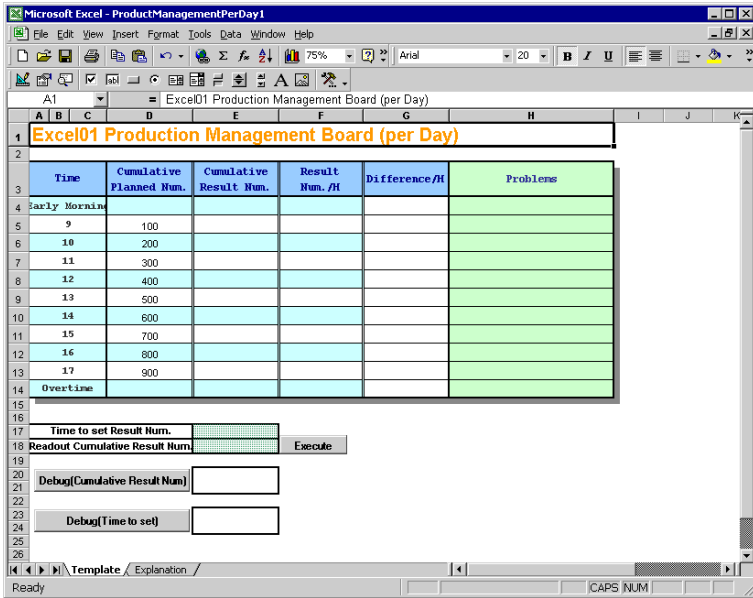 Microsoft Excel - ProductManagementPerDay1
File Edit View Insert Format Tools Data Window Help
75% Arial 20 B I U
A1 = Excel01 Production Management Board (per Day)
A B C D E F G H I J K
1 Excel01 Production Management Board (per Day)
2
3 Time Cumulative Planned Num. Cumulative Result Num. Result Num./H Difference/H Problems
4 Early Morning
5 9 100
6 10 200
7 11 300
8 12 400
9 13 500
10 14 600
11 15 700
12 16 800
13 17 900
14 Overtime
15
16
17 Time to set Result Num.
18 Readout Cumulative Result Num. Execute
19
20
21 Debug(Cumulative Result Num)
22
23
24 Debug(Time to set)
25
26
Template Explanation
Ready CAPS NUM